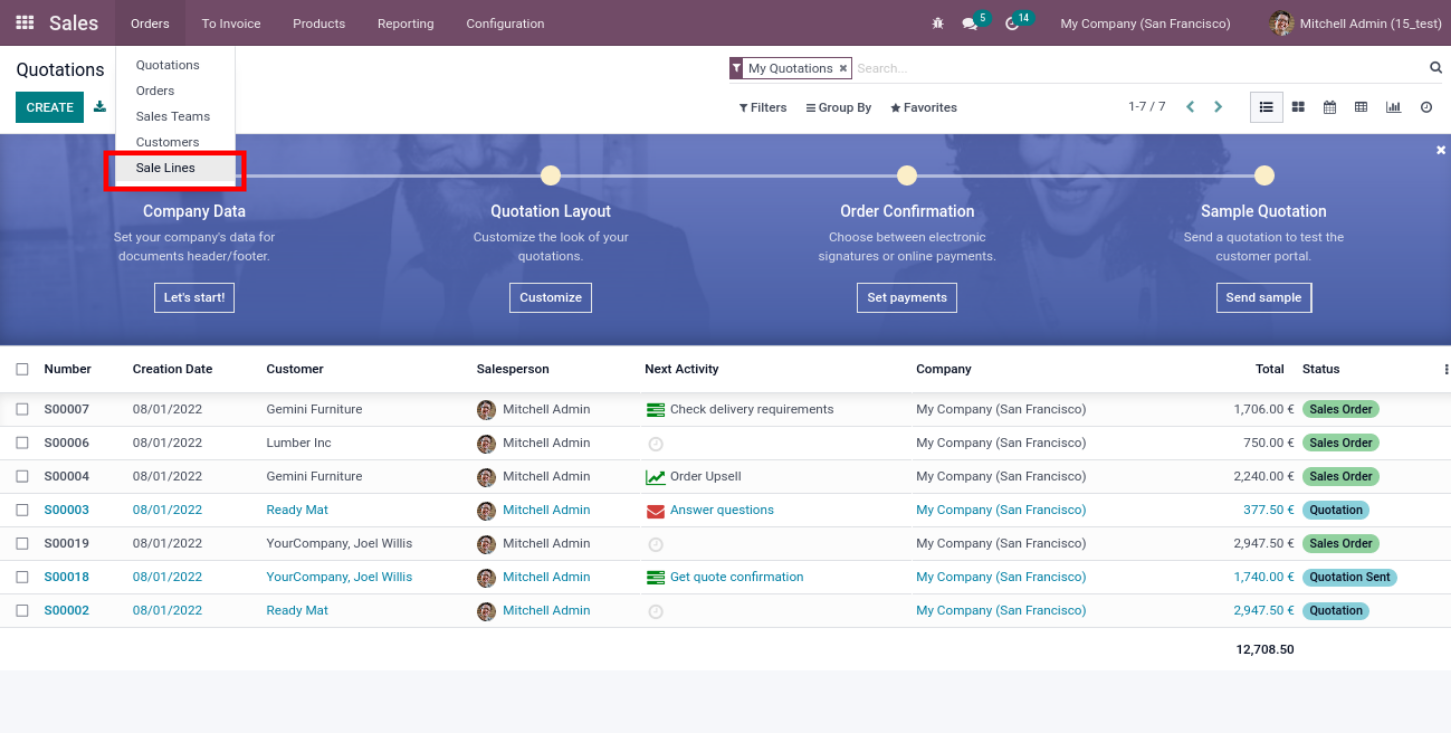 Sales Orders To Invoice Products Reporting Configuration 5 14 My Company (San Francisco) Mitchell Admin (15_test)
Quotations
CREATE
Quotations
Orders
Sales Teams
Customers
Sale Lines
My Quotations × Search...
Filters Group By Favorites 1-7 / 7
Company Data
Set your company's data for
documents header/footer.
Let's start!
Quotation Layout
Customize the look of your
quotations.
Customize
Order Confirmation
Choose between electronic
signatures or online payments.
Set payments
Sample Quotation
Send a quotation to test the
customer portal.
Send sample
Number Creation Date Customer Salesperson Next Activity Company Total Status
S00007 08/01/2022 Gemini Furniture Mitchell Admin Check delivery requirements My Company (San Francisco) 1,706.00 € Sales Order
S00006 08/01/2022 Lumber Inc Mitchell Admin My Company (San Francisco) 750.00 € Sales Order
S00004 08/01/2022 Gemini Furniture Mitchell Admin Order Upsell My Company (San Francisco) 2,240.00 € Sales Order
S00003 08/01/2022 Ready Mat Mitchell Admin Answer questions My Company (San Francisco) 377.50 € Quotation
S00019 08/01/2022 YourCompany, Joel Willis Mitchell Admin My Company (San Francisco) 2,947.50 € Sales Order
S00018 08/01/2022 YourCompany, Joel Willis Mitchell Admin Get quote confirmation My Company (San Francisco) 1,740.00 € Quotation Sent
S00002 08/01/2022 Ready Mat Mitchell Admin My Company (San Francisco) 2,947.50 € Quotation
12,708.50